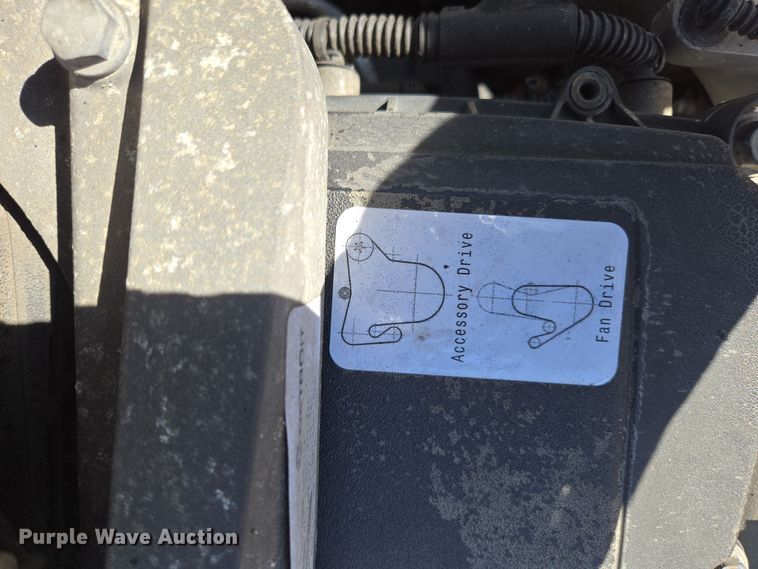 Accessory Drive
Fan Drive
Purple Wave Auction